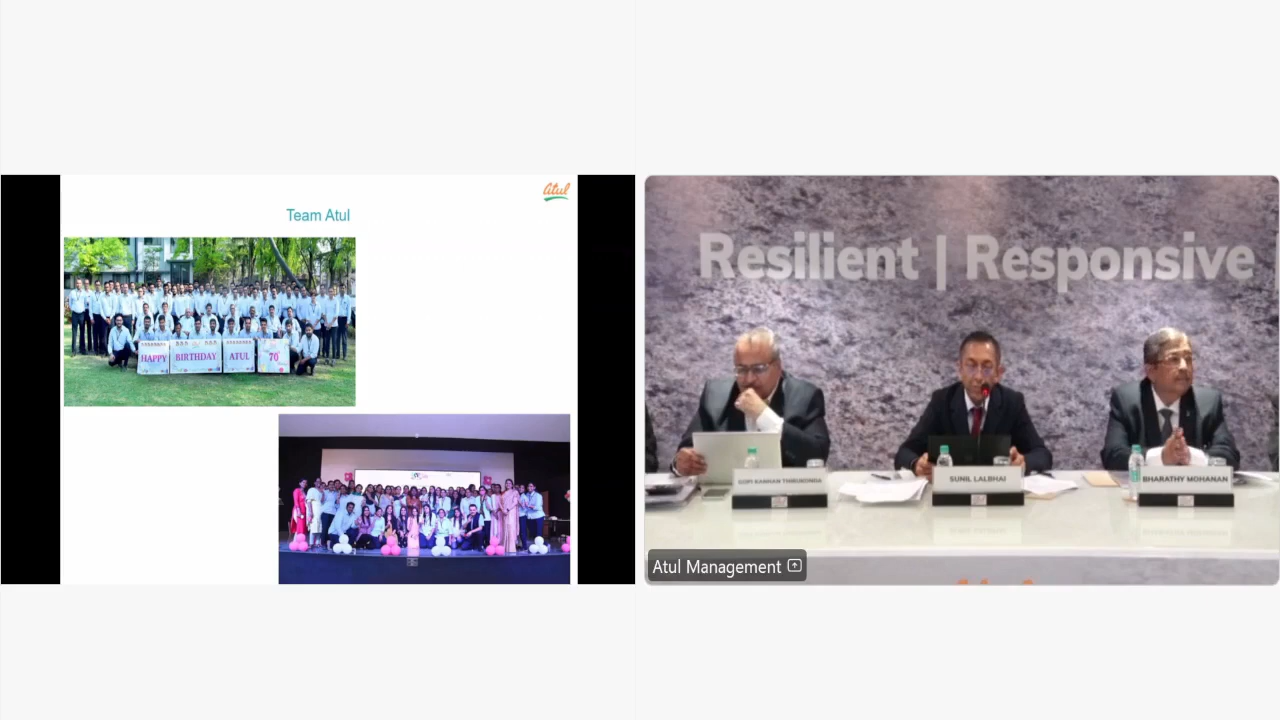 atul
Team Atul
HAPPY
BIRTHDAY
ATUL
70
Resilient | Responsive
GOPI KANNAN THIRUKONDA
SUNIL LALBHAI
BHARATHY MOHANAN
Atul Management